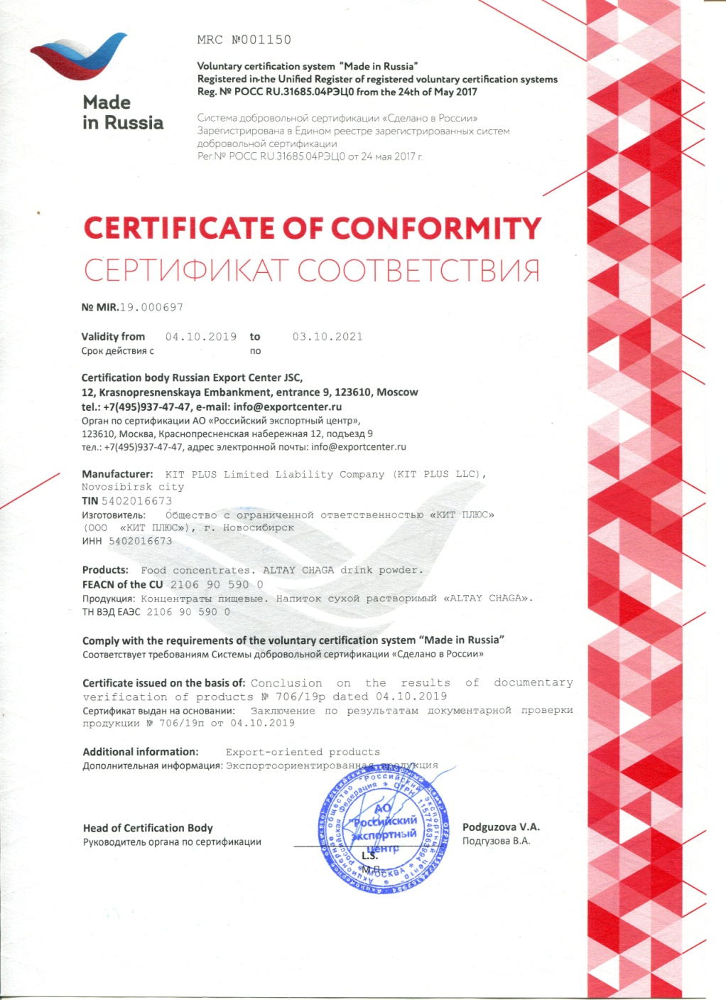 MRC №001150
Voluntary certification system “Made in Russia”
Registered in the Unified Register of registered voluntary certification systems
Reg. № РОСС RU.31685.04РЭЦ0 from the 24th of May 2017
Made
in Russia
Система добровольной сертификации «Сделано в России»
Зарегистрирована в Едином реестре зарегистрированных систем
добровольной сертификации
Рег.№ РОСС RU.31685.04РЭЦ0 от 24 мая 2017 г.
CERTIFICATE OF CONFORMITY
СЕРТИФИКАТ СООТВЕТСТВИЯ
№ MIR.19.000697
Validity from 04.10.2019 to 03.10.2021
Срок действия с по
Certification body Russian Export Center JSC,
12, Krasnopresnenskaya Embankment, entrance 9, 123610, Moscow
tel.: +7(495)937-47-47, e-mail: info@exportcenter.ru
Орган по сертификации АО «Российский экспортный центр»,
123610, Москва, Краснопресненская набережная 12, подъезд 9
тел.: +7(495)937-47-47, адрес электронной почты: info@exportcenter.ru
Manufacturer: KIT PLUS Limited Liability Company (KIT PLUS LLC),
Novosibirsk city
TIN 5402016673
Изготовитель: Общество с ограниченной ответственностью «КИТ ПЛЮС»
(ООО «КИТ ПЛЮС»), г. Новосибирск
ИНН 5402016673
Products: Food concentrates. ALTAY CHAGA drink powder.
FEACN of the CU 2106 90 590 0
Продукция: Концентраты пищевые. Напиток сухой растворимый «ALTAY CHAGA».
ТН ВЭД ЕАЭС 2106 90 590 0
Comply with the requirements of the voluntary certification system “Made in Russia”
Соответствует требованиям Системы добровольной сертификации «Сделано в России»
Certificate issued on the basis of: Conclusion on the results of documentary
verification of products № 706/19p dated 04.10.2019
Сертификат выдан на основании: Заключение по результатам документарной проверки
продукции № 706/19п от 04.10.2019
Additional information: Export-oriented products
Дополнительная информация: Экспортоориентированная продукция
Head of Certification Body
Руководитель органа по сертификации
Акционерное общество "Российский экспортный центр"
Российская Федерация * ОГРН 1157746363994 * МОСКВА *
АО
"Российский
экспортный
центр
L.S.
М.П.
Podguzova V.A.
Подгузова В.А.